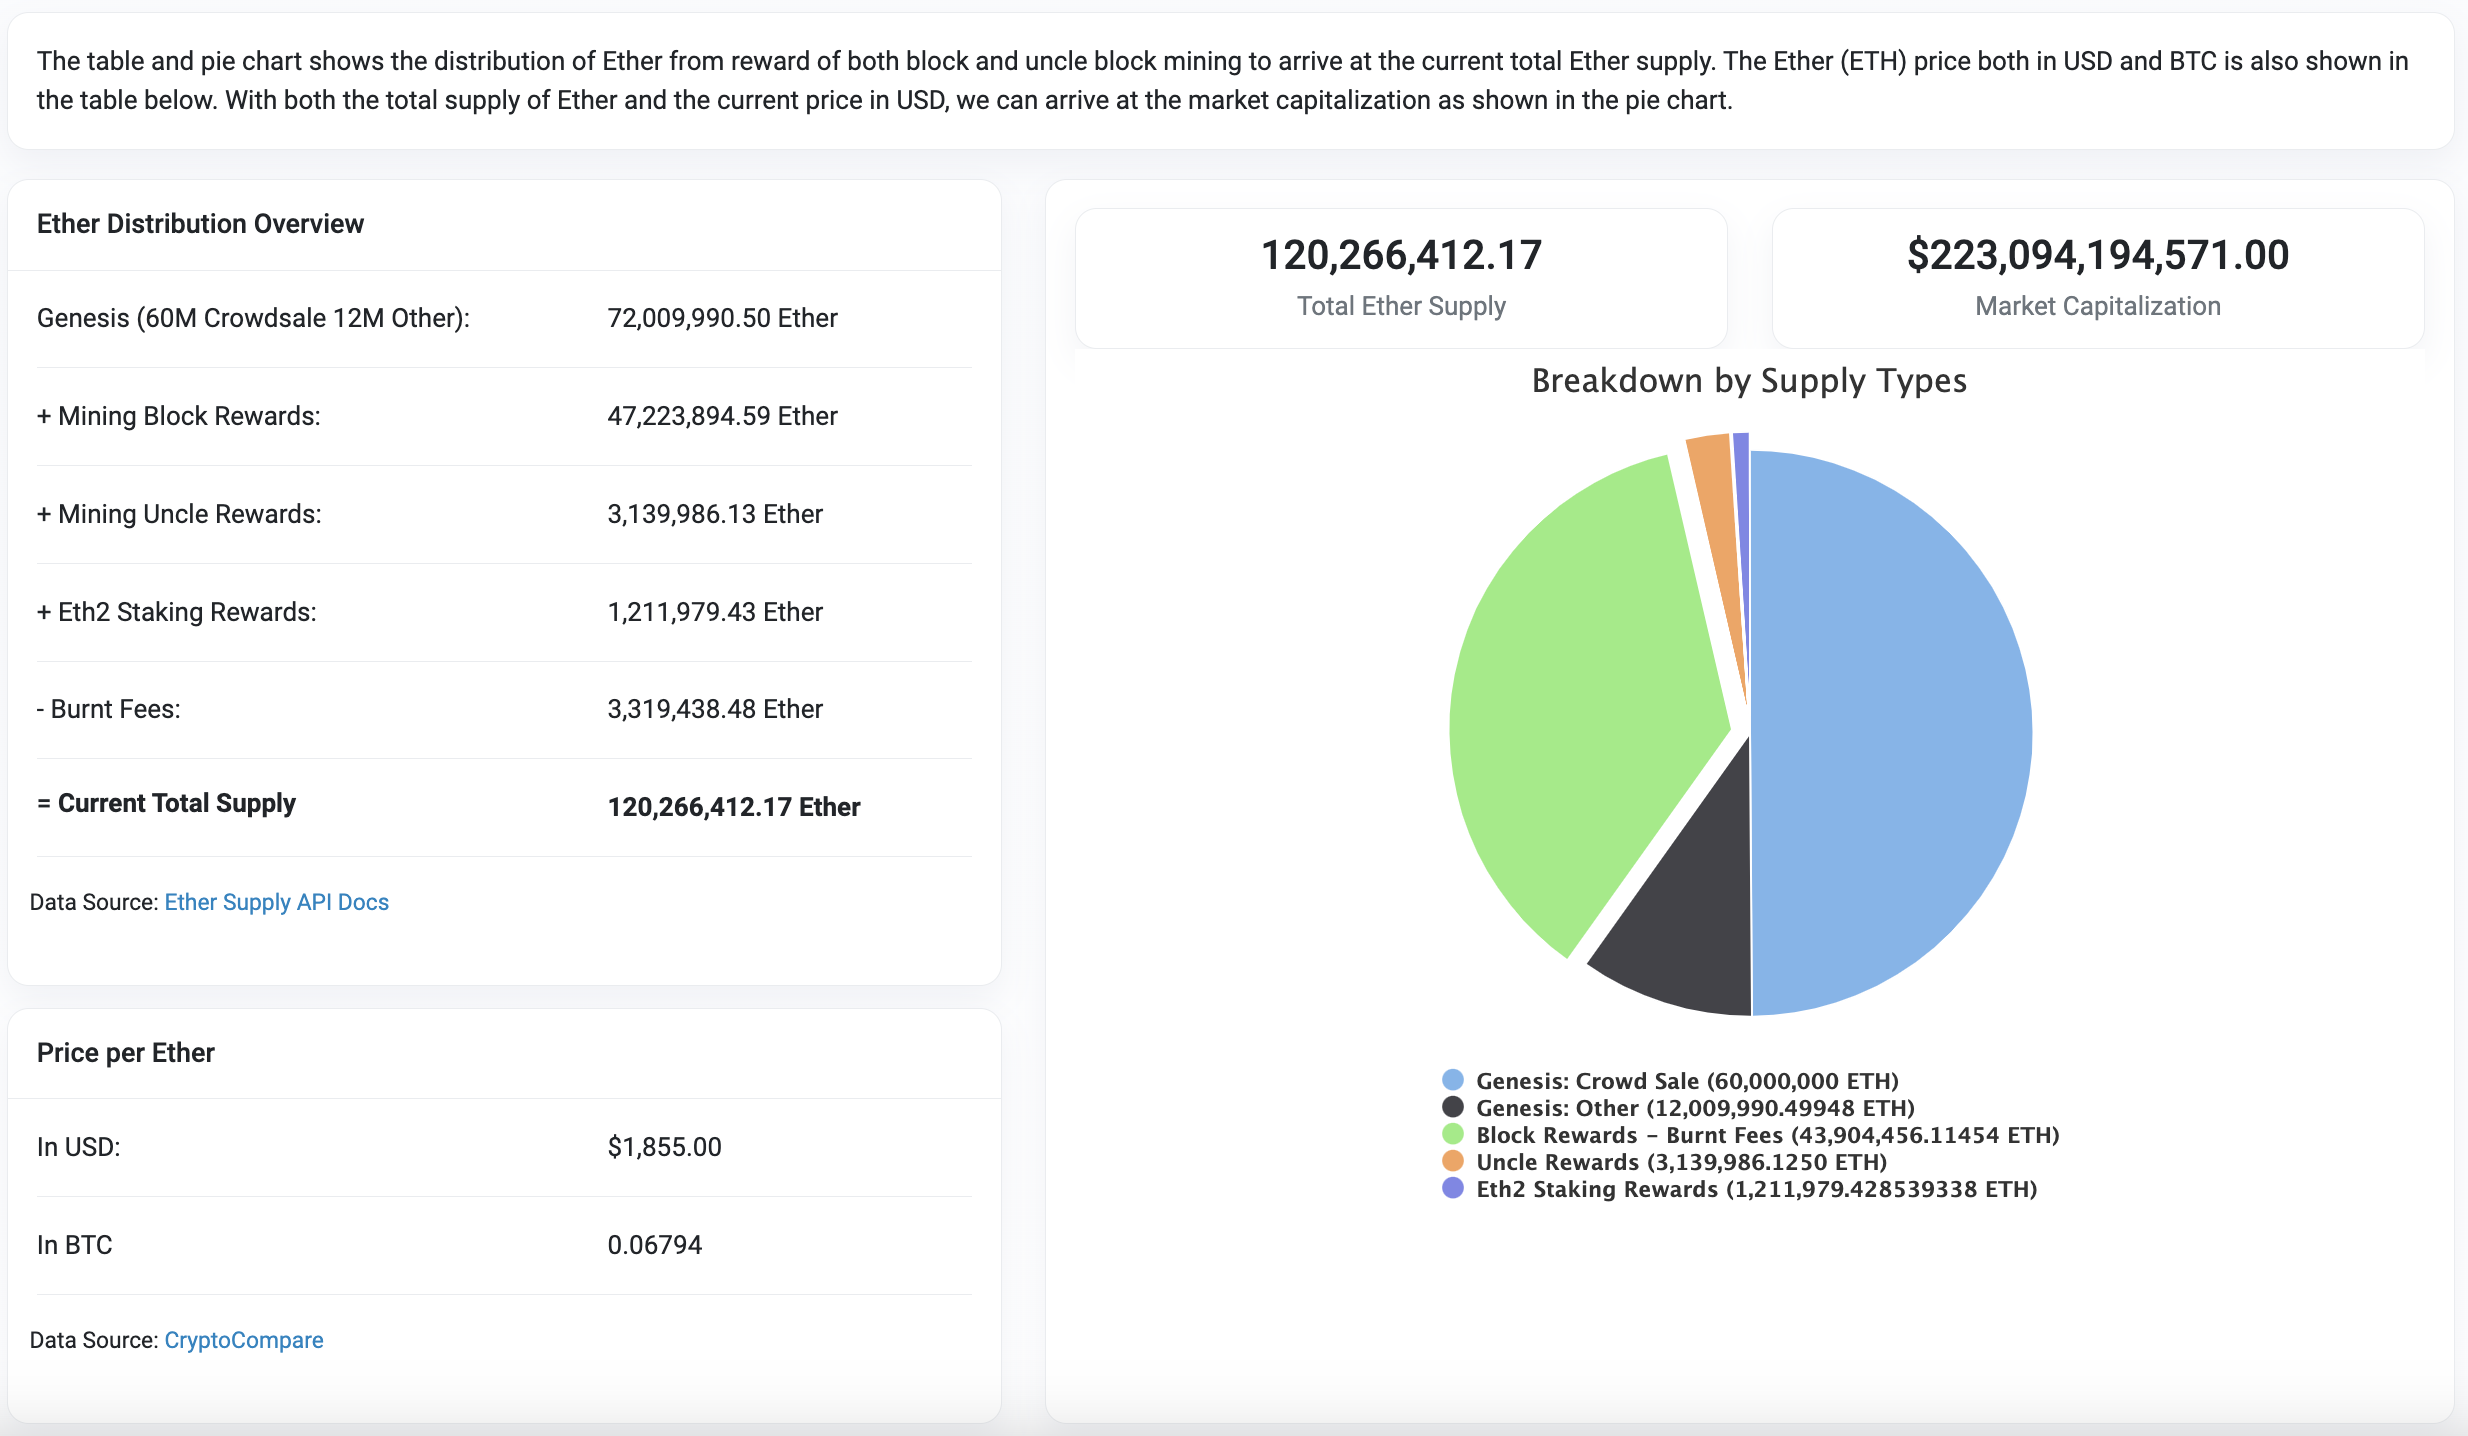 The table and pie chart shows the distribution of Ether from reward of both block and uncle block mining to arrive at the current total Ether supply. The Ether (ETH) price both in USD and BTC is also shown in
the table below. With both the total supply of Ether and the current price in USD, we can arrive at the market capitalization as shown in the pie chart.
Ether Distribution Overview
Genesis (60M Crowdsale 12M Other): 72,009,990.50 Ether
+ Mining Block Rewards: 47,223,894.59 Ether
+ Mining Uncle Rewards: 3,139,986.13 Ether
+ Eth2 Staking Rewards: 1,211,979.43 Ether
- Burnt Fees: 3,319,438.48 Ether
= Current Total Supply 120,266,412.17 Ether
Data Source: Ether Supply API Docs
Price per Ether
In USD: $1,855.00
In BTC 0.06794
Data Source: CryptoCompare
120,266,412.17
Total Ether Supply
$223,094,194,571.00
Market Capitalization
Breakdown by Supply Types
Genesis: Crowd Sale (60,000,000 ETH)
Genesis: Other (12,009,990.49948 ETH)
Block Rewards – Burnt Fees (43,904,456.11454 ETH)
Uncle Rewards (3,139,986.1250 ETH)
Eth2 Staking Rewards (1,211,979.428539338 ETH)